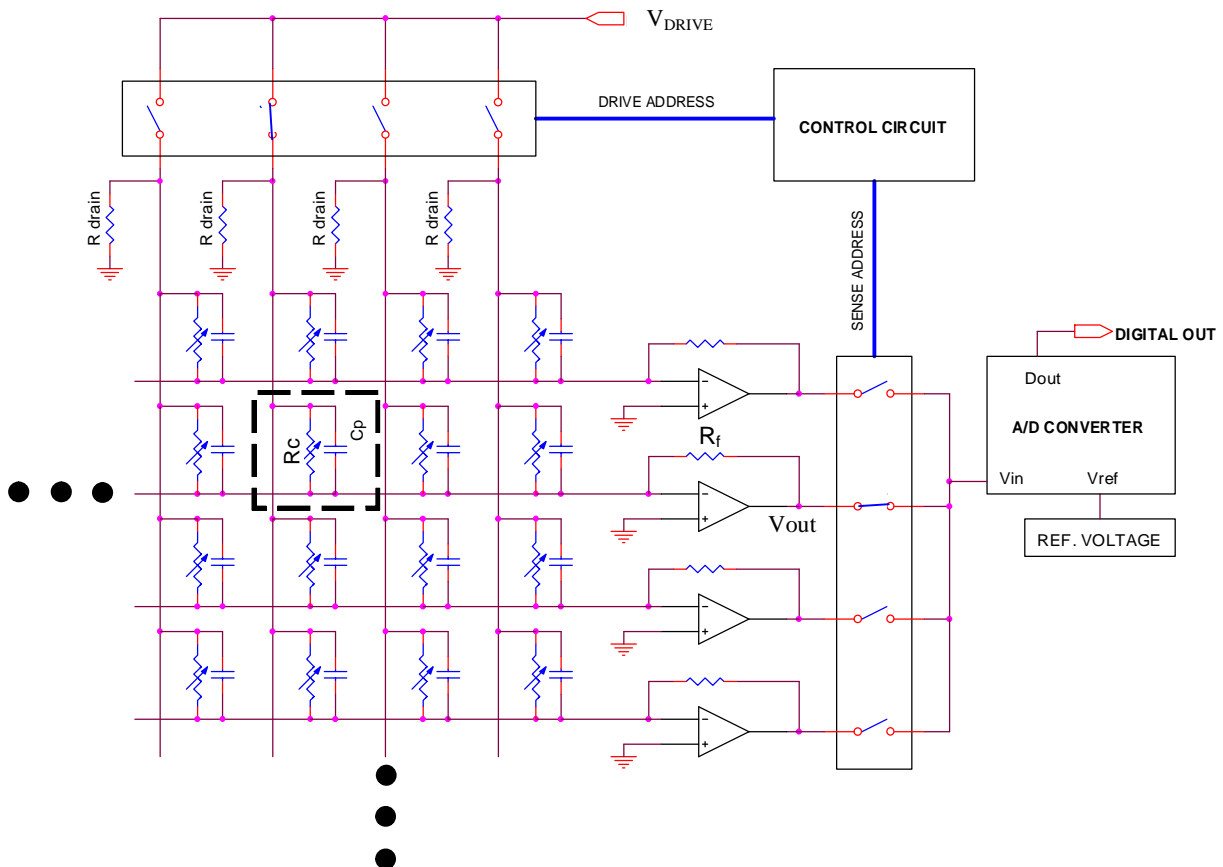 VDRIVE
DRIVE ADDRESS
CONTROL CIRCUIT
R drain
R drain
R drain
R drain
SENSE ADDRESS
DIGITAL OUT
Dout
A/D CONVERTER
Vin
Vref
REF. VOLTAGE
Rc
Cp
Rf
Vout